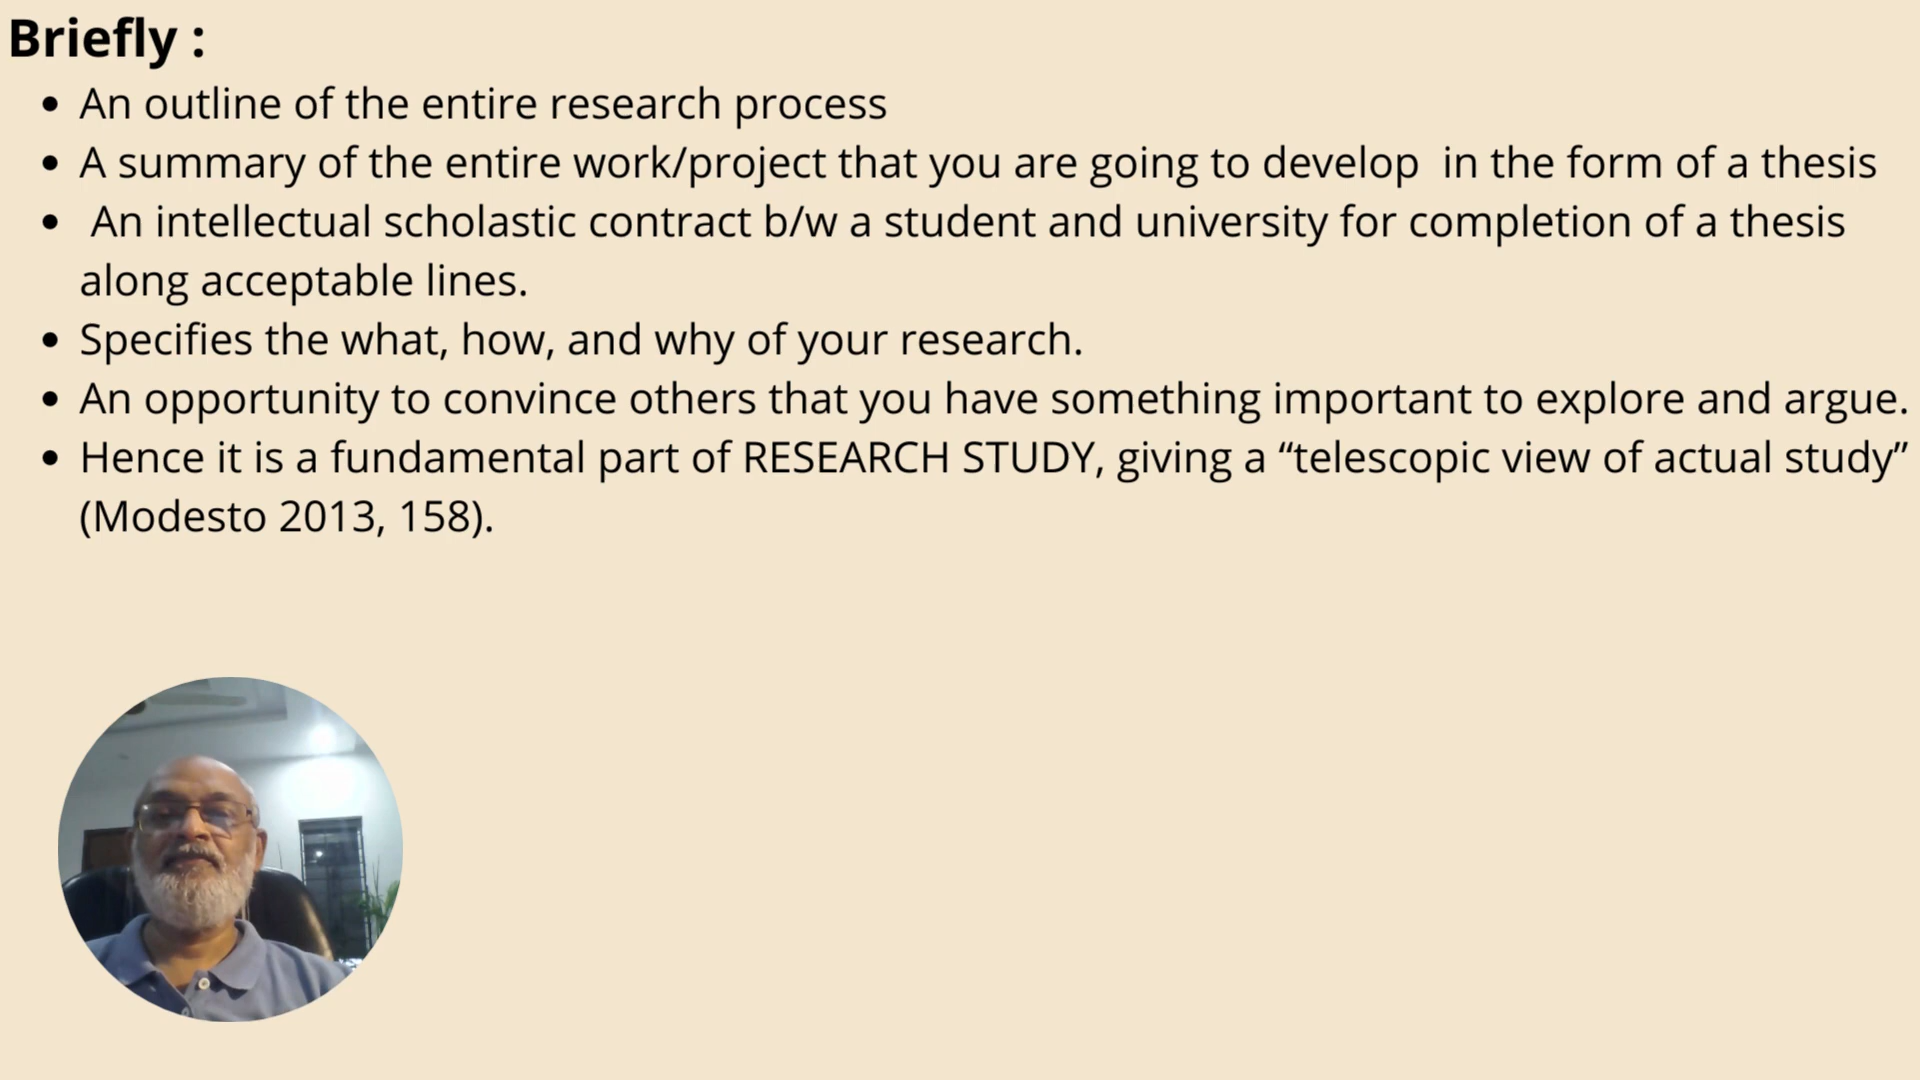 Briefly :
• An outline of the entire research process
• A summary of the entire work/project that you are going to develop  in the form of a thesis
•  An intellectual scholastic contract b/w a student and university for completion of a thesis
along acceptable lines.
• Specifies the what, how, and why of your research.
• An opportunity to convince others that you have something important to explore and argue.
• Hence it is a fundamental part of RESEARCH STUDY, giving a “telescopic view of actual study”
(Modesto 2013, 158).